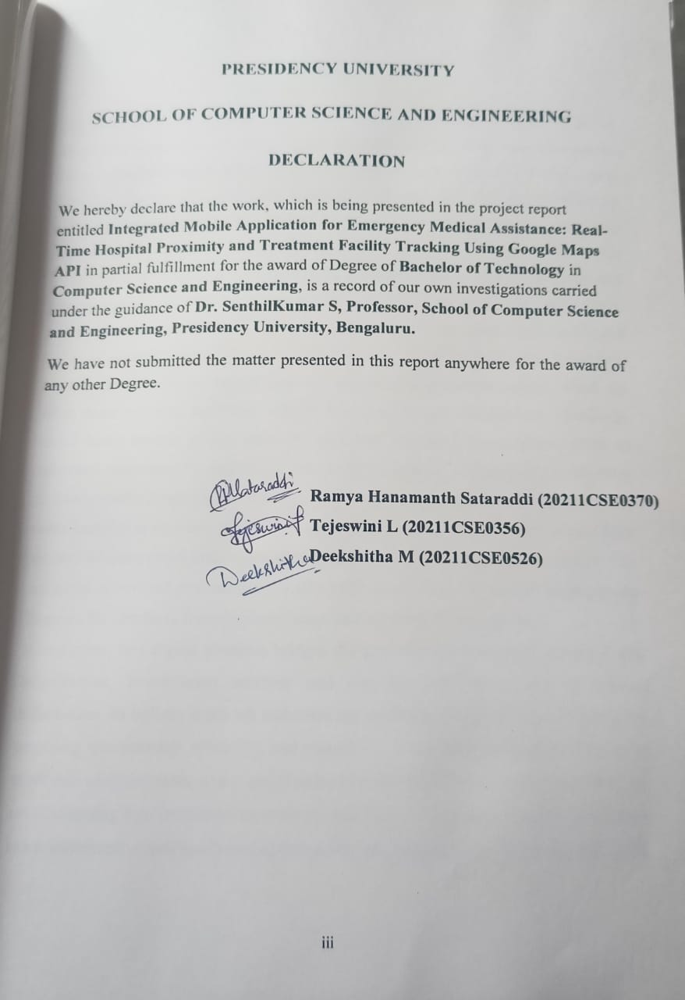 PRESIDENCY UNIVERSITY
SCHOOL OF COMPUTER SCIENCE AND ENGINEERING
DECLARATION
We hereby declare that the work, which is being presented in the project report
entitled Integrated Mobile Application for Emergency Medical Assistance: Real-
Time Hospital Proximity and Treatment Facility Tracking Using Google Maps
API in partial fulfillment for the award of Degree of Bachelor of Technology in
Computer Science and Engineering, is a record of our own investigations carried
under the guidance of Dr. SenthilKumar S, Professor, School of Computer Science
and Engineering, Presidency University, Bengaluru.
We have not submitted the matter presented in this report anywhere for the award of
any other Degree.
Ramya Hanamanth Sataraddi (20211CSE0370)
Tejeswini Tejeswini L (20211CSE0356)
Deekshitha Deekshitha M (20211CSE0526)
iii